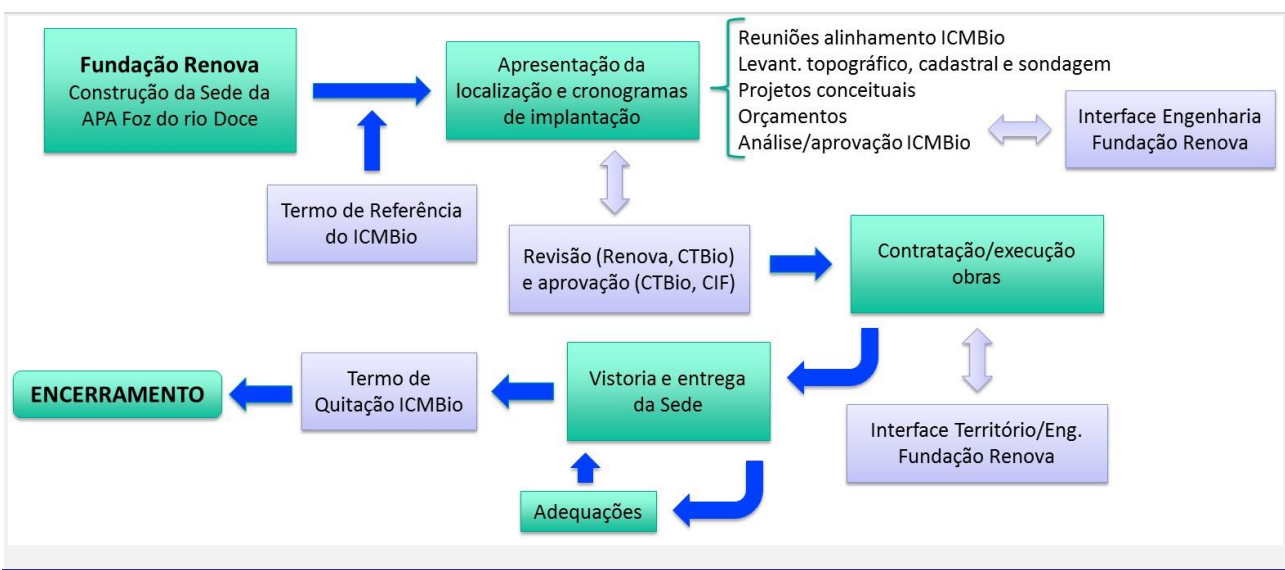 Fundação Renova
Construção da Sede da
APA Foz do rio Doce
Apresentação da
localização e cronogramas
de implantação
Reuniões alinhamento ICMBio
Levant. topográfico, cadastral e sondagem
Projetos conceituais
Orçamentos
Análise/aprovação ICMBio
Interface Engenharia
Fundação Renova
Termo de Referência
do ICMBio
Revisão (Renova, CTBio)
e aprovação (CTBio, CIF)
Contratação/execução
obras
Interface Território/Eng.
Fundação Renova
Vistoria e entrega
da Sede
Adequações
Termo de
Quitação ICMBio
ENCERRAMENTO